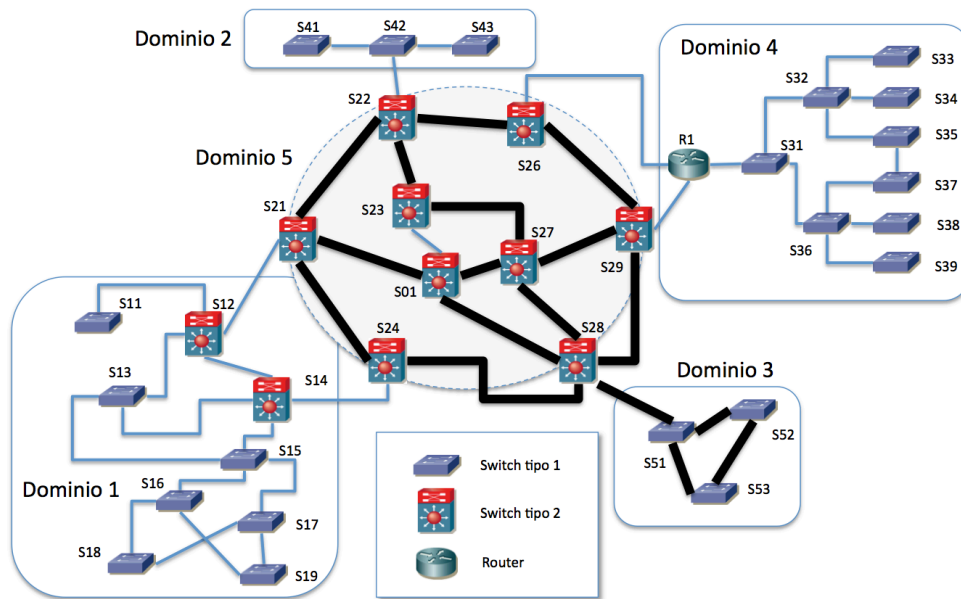 S41
S42
S43
Dominio 2
Dominio 4
S33
S32
S34
S22
S26
R1
S35
S31
Dominio 5
S37
S21
S23
S27
S38
S36
S29
S39
S01
S11
S12
S24
S28
S13
S14
Dominio 3
S52
S51
S15
S53
Dominio 1
S16
Switch tipo 1
S17
Switch tipo 2
S18
S19
Router